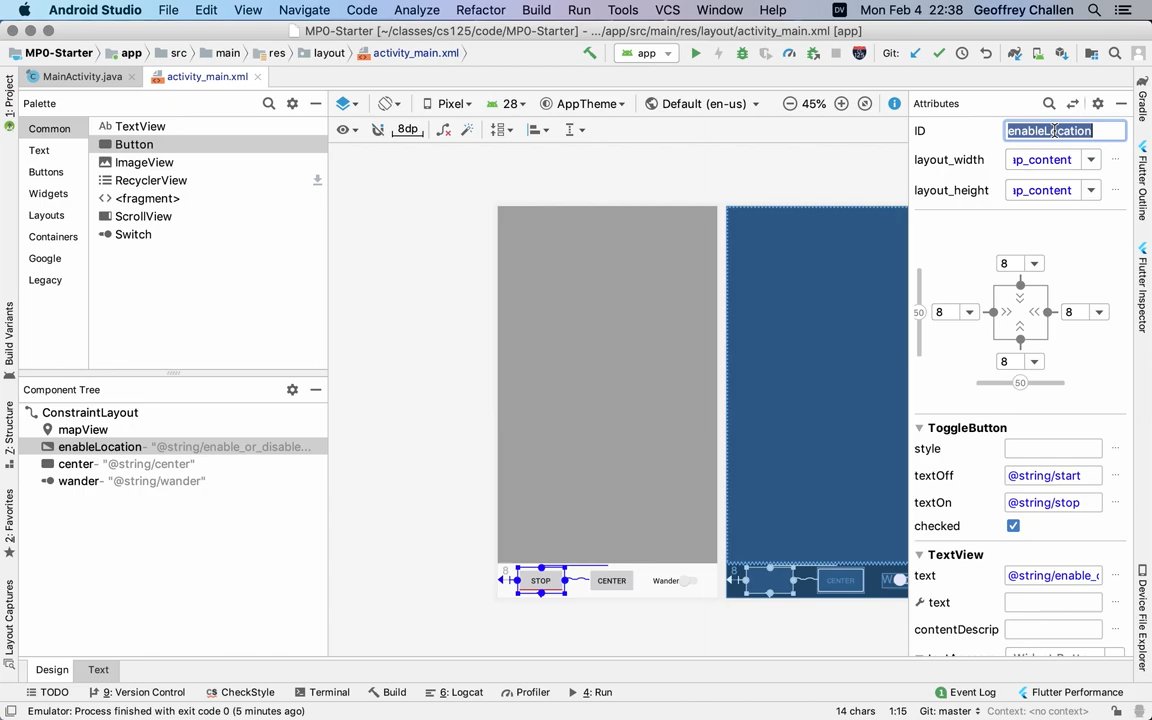 Android Studio File Edit View Navigate Code Analyze Refactor Build Run Tools VCS Window Help DV Mon Feb 4 22:38 Geoffrey Challen
MP0-Starter [~/classes/cs125/code/MP0-Starter] - .../app/src/main/res/layout/activity_main.xml [app]
MP0-Starter app src main res layout activity_main.xml app Git:
MainActivity.java activity_main.xml
Palette Pixel 28 AppTheme Default (en-us) 45% Attributes
Common TextView 8dp ID enableLocation
Text Button
Buttons ImageView layout_width ap_content
Widgets RecyclerView layout_height ap_content
Layouts <fragment>
Containers ScrollView
Google Switch
Legacy
8
50 8 8
8
50
Component Tree
ConstraintLayout
mapView
enableLocation- "@string/enable_or_disable...
center- "@string/center"
wander- "@string/wander"
ToggleButton
style
textOff @string/start
textOn @string/stop
checked
TextView
text @string/enable_c
text
contentDescrip
8 STOP CENTER Wander
8 CENTER W
Design Text
TODO 9: Version Control CheckStyle Terminal Build 6: Logcat Profiler 4: Run Event Log Flutter Performance
Emulator: Process finished with exit code 0 (5 minutes ago) 14 chars 1:15 Git: master Context: <no context>
1: Project
Build Variants
Z: Structure
2: Favorites
Layout Captures
Gradle
Flutter Outline
Flutter Inspector
Device File Explorer